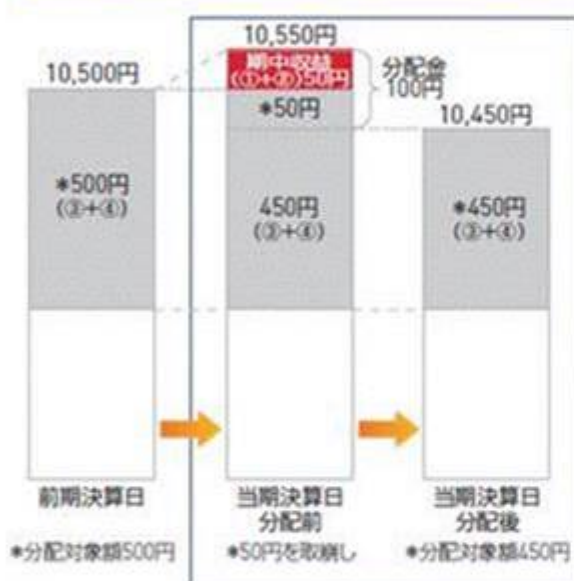 10,500円
*500円
(③+④)
前期決算日
*分配対象額500円
10,550円
期中収益
(①+②)50円
*50円
450円
(③+④)
分配金
100円
当期決算日
分配前
*50円を取崩し
10,450円
*450円
(③+④)
当期決算日
分配後
*分配対象額450円